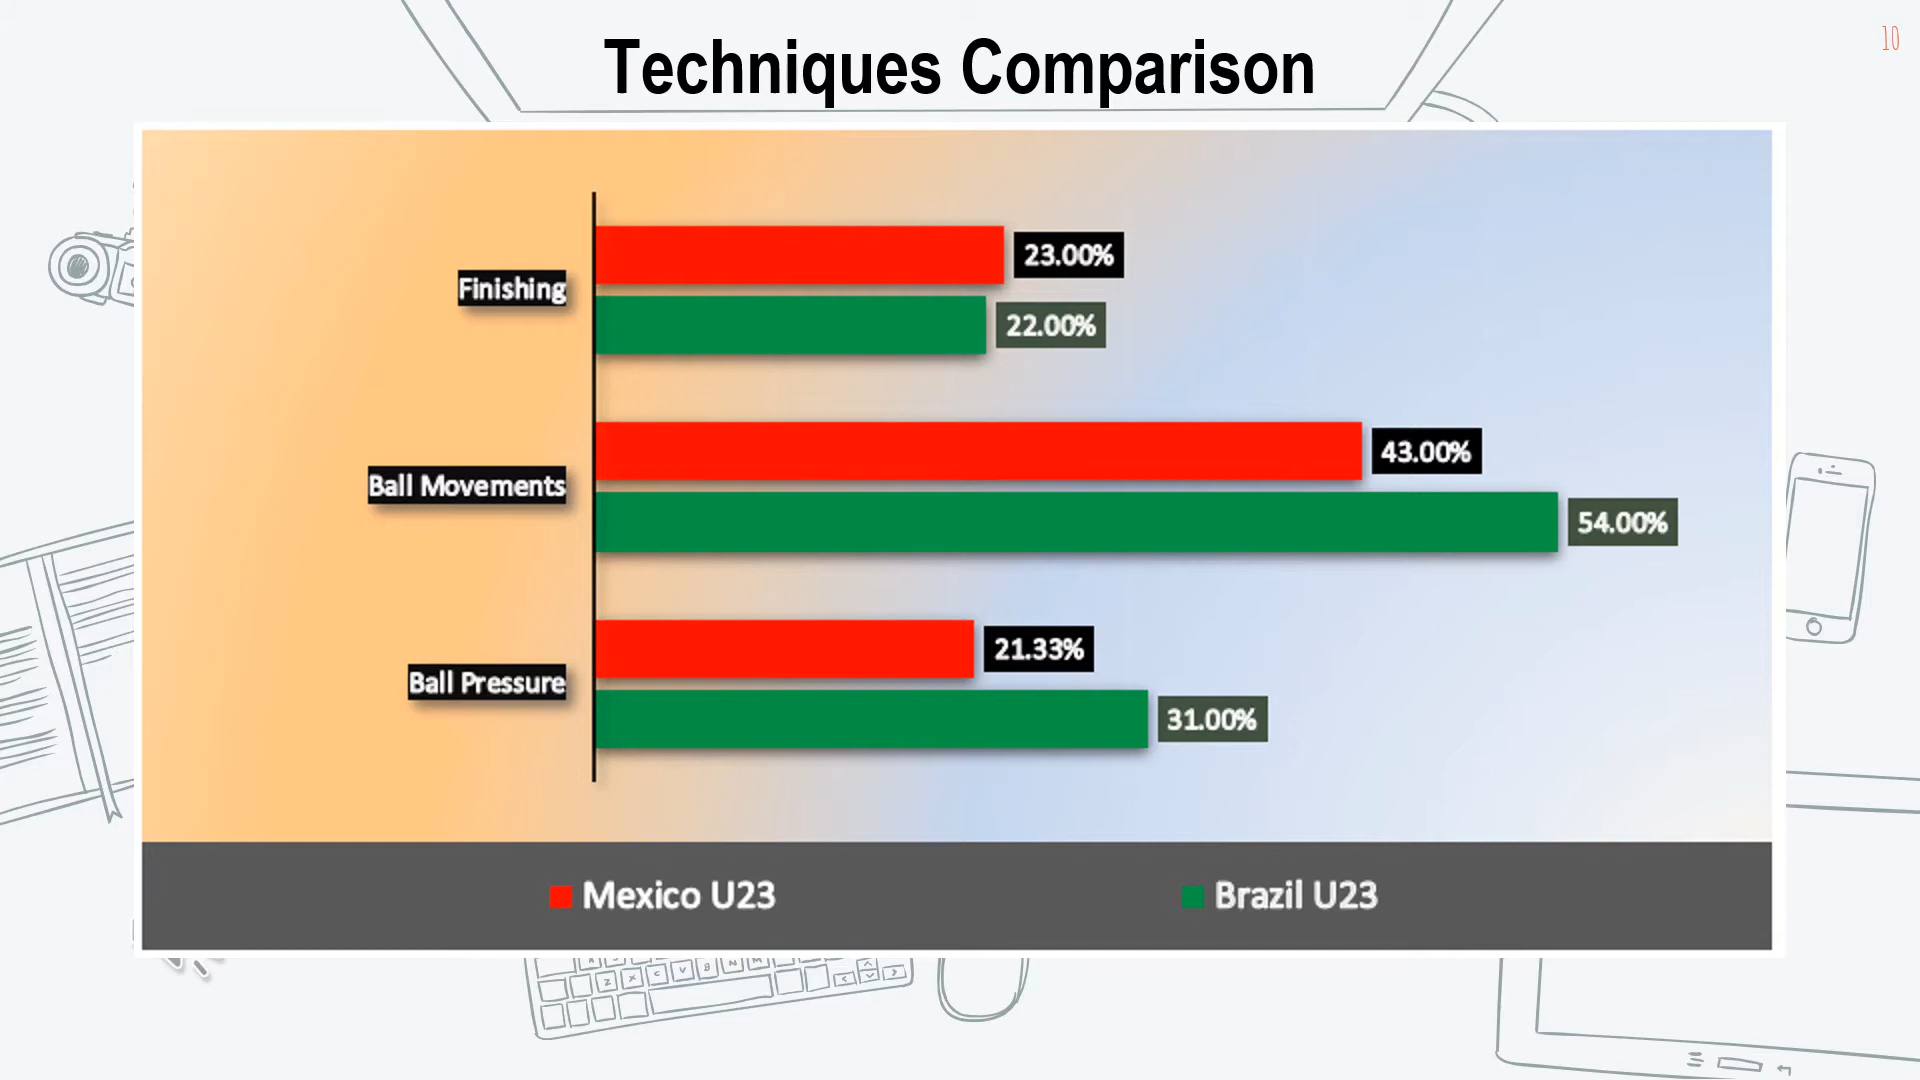 10
Techniques Comparison
Finishing
23.00%
22.00%
Ball Movements
43.00%
54.00%
Ball Pressure
21.33%
31.00%
Mexico U23
Brazil U23